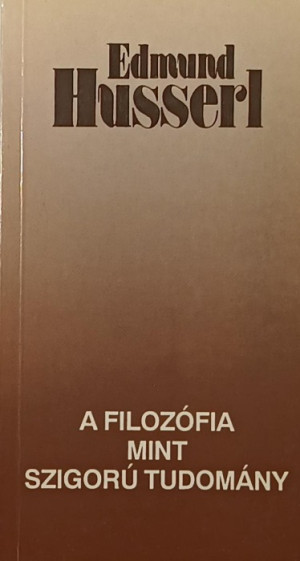 Edmund
Husserl
A FILOZÓFIA
MINT
SZIGORÚ TUDOMÁNY